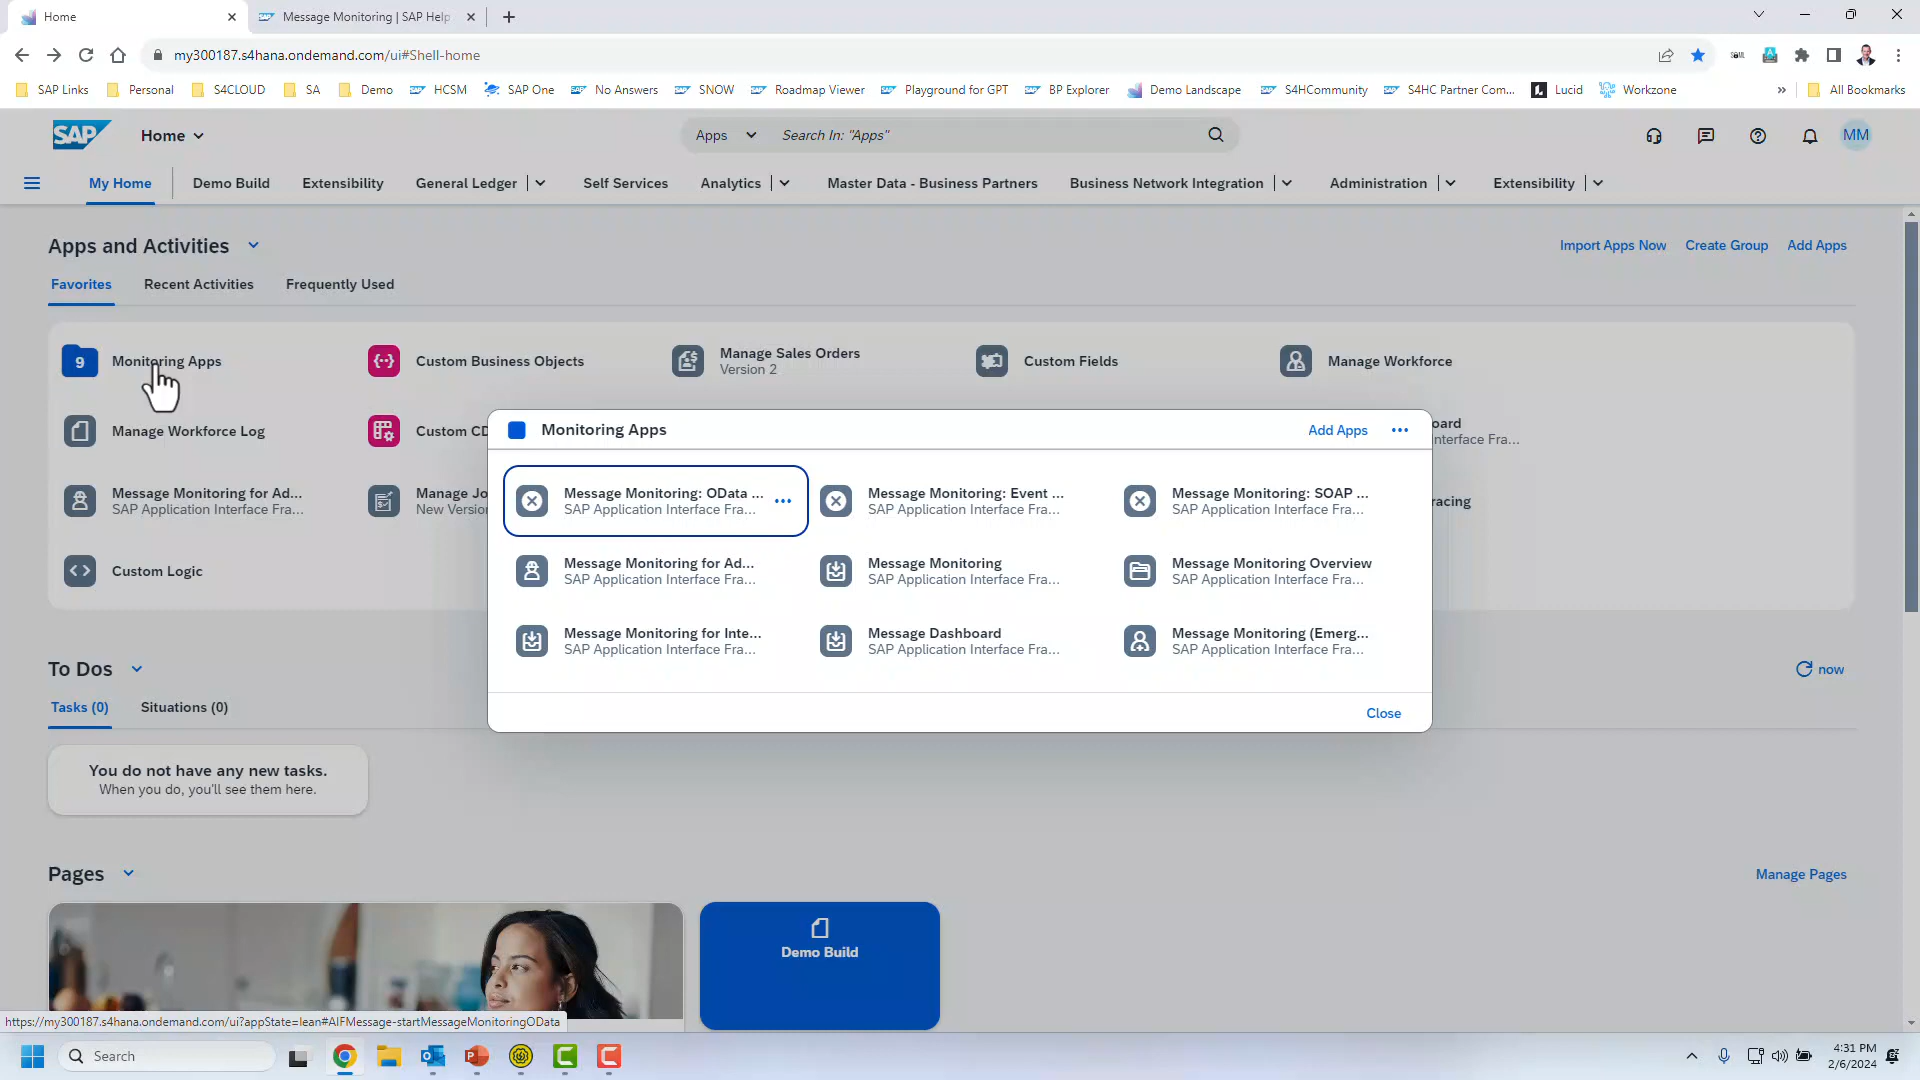 Home
Message Monitoring | SAP Help
my300187.s4hana.ondemand.com/ui#Shell-home
SAP Links Personal S4CLOUD SA Demo HCSM SAP One No Answers SNOW Roadmap Viewer Playground for GPT BP Explorer Demo Landscape S4HCommunity S4HC Partner Com... Lucid Workzone » All Bookmarks
SAP Home Apps Search In: "Apps" MM
My Home Demo Build Extensibility General Ledger Self Services Analytics Master Data - Business Partners Business Network Integration Administration Extensibility
Apps and Activities Import Apps Now Create Group Add Apps
Favorites Recent Activities Frequently Used
9 Monitoring Apps Custom Business Objects Manage Sales Orders Custom Fields Manage Workforce
Version 2
Manage Workforce Log Custom CD oard
nterface Fra...
Message Monitoring for Ad... Manage Jo racing
SAP Application Interface Fra... New Version
Custom Logic
Monitoring Apps Add Apps
Message Monitoring: OData ... Message Monitoring: Event ... Message Monitoring: SOAP ...
SAP Application Interface Fra... SAP Application Interface Fra... SAP Application Interface Fra...
Message Monitoring for Ad... Message Monitoring Message Monitoring Overview
SAP Application Interface Fra... SAP Application Interface Fra... SAP Application Interface Fra...
Message Monitoring for Inte... Message Dashboard Message Monitoring (Emerg...
SAP Application Interface Fra... SAP Application Interface Fra... SAP Application Interface Fra...
Close
To Dos now
Tasks (0) Situations (0)
You do not have any new tasks.
When you do, you'll see them here.
Pages Manage Pages
Demo Build
https://my300187.s4hana.ondemand.com/ui?appState=lean#AIFMessage-startMessageMonitoringOData
Search
4:31 PM
2/6/2024